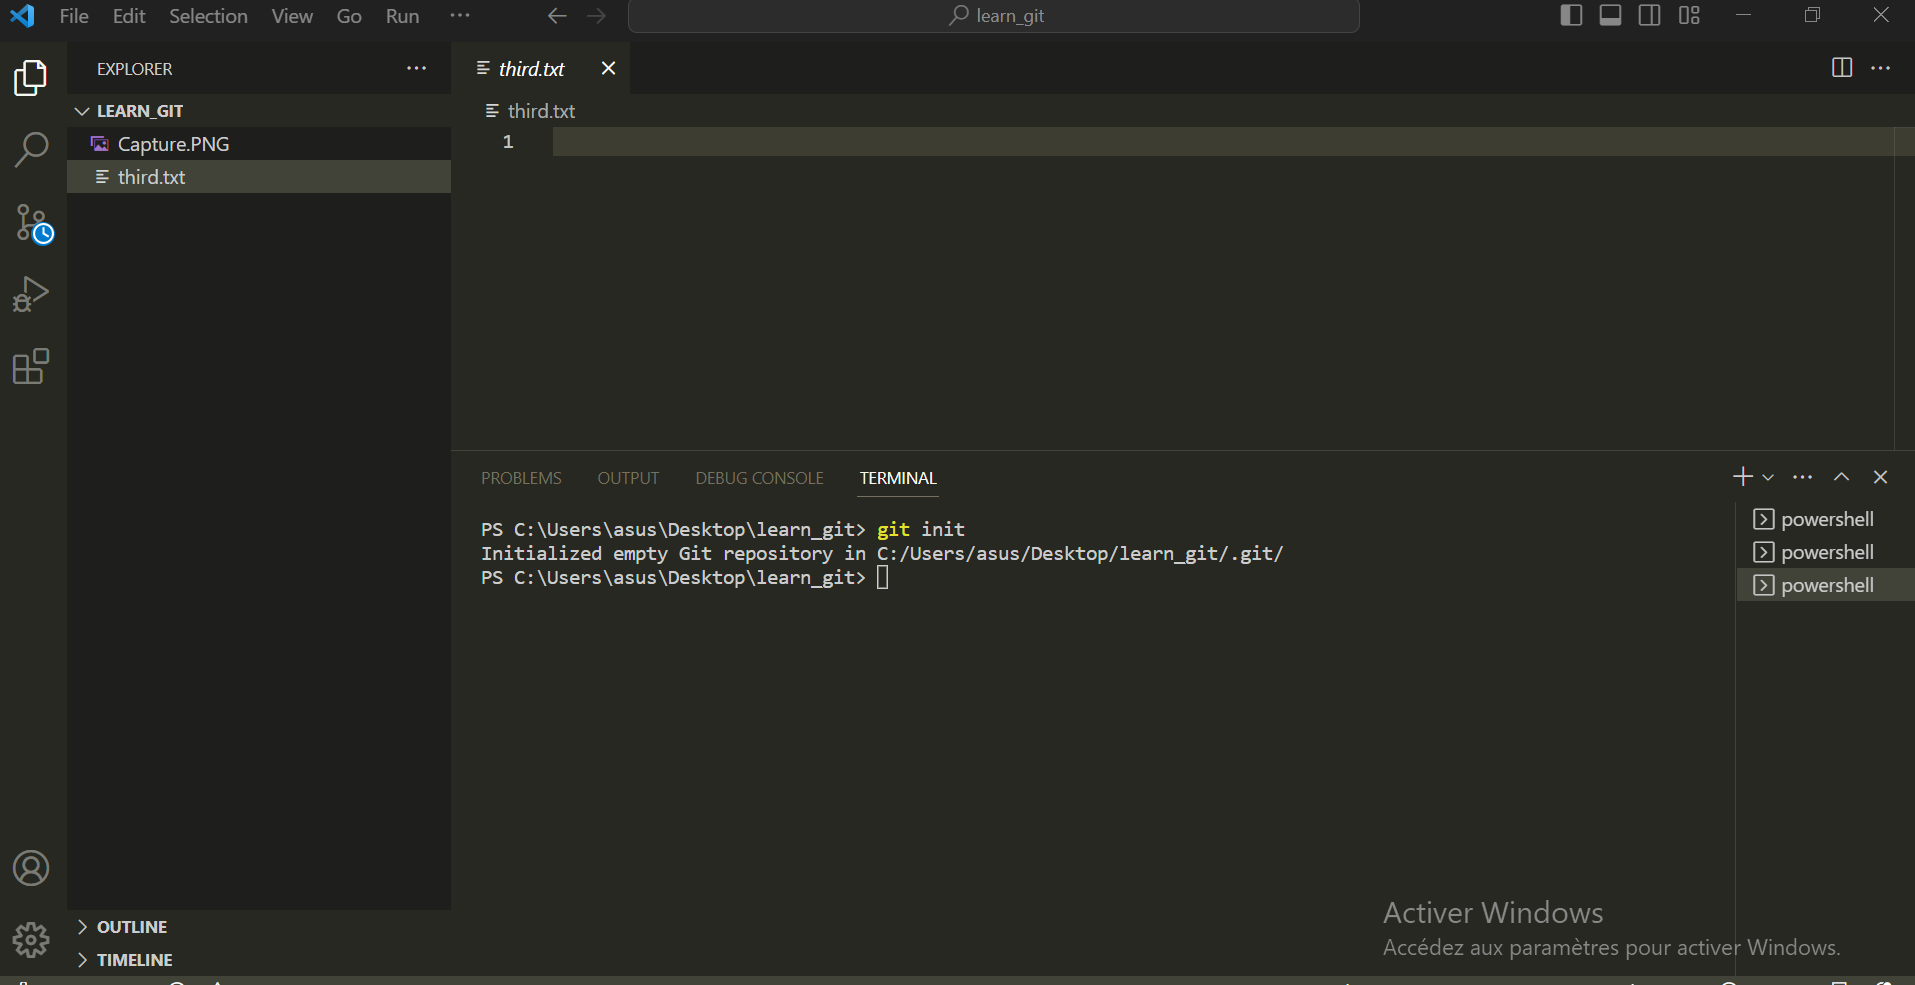 File Edit Selection View Go Run ···
learn_git
EXPLORER
LEARN_GIT
Capture.PNG
third.txt
OUTLINE
TIMELINE
third.txt
third.txt
1
PROBLEMS OUTPUT DEBUG CONSOLE TERMINAL
PS C:\Users\asus\Desktop\learn_git> git init
Initialized empty Git repository in C:/Users/asus/Desktop/learn_git/.git/
PS C:\Users\asus\Desktop\learn_git>
powershell
powershell
powershell
Activer Windows
Accédez aux paramètres pour activer Windows.